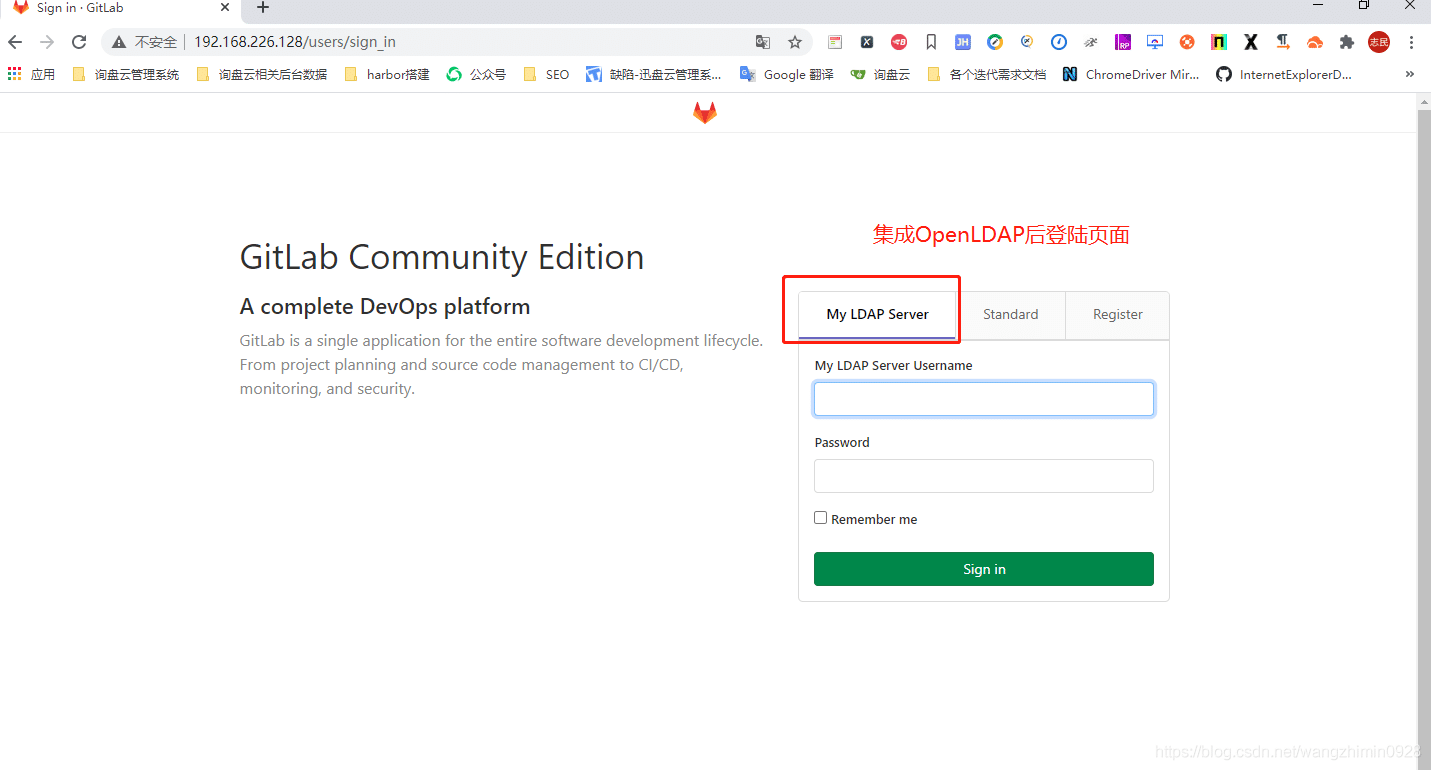 Sign in · GitLab
不安全 192.168.226.128/users/sign_in
JH RP 志民
应用 询盘云管理系统 询盘云相关后台数据 harbor搭建 公众号 SEO 缺陷-迅盘云管理系... Google 翻译 询盘云 各个迭代需求文档 ChromeDriver Mir... InternetExplorerD... »
集成OpenLDAP后登陆页面
GitLab Community Edition
A complete DevOps platform
GitLab is a single application for the entire software development lifecycle.
From project planning and source code management to CI/CD,
monitoring, and security.
My LDAP Server Standard Register
My LDAP Server Username
Password
Remember me
Sign in
https://blog.csdn.net/wangzhimin0928